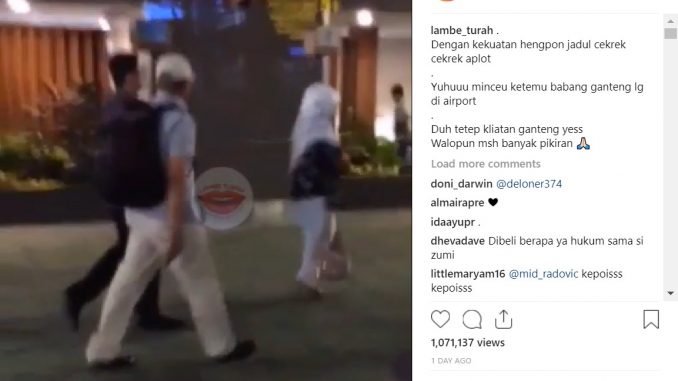 lambe_turah .
Dengan kekuatan hengpon jadul cekrek
cekrek aplot
.
Yuhuuu minceu ketemu babang ganteng lg
di airport
.
Duh tetep kliatan ganteng yess
Walopun msh banyak pikiran 🙏🏼
Load more comments
doni_darwin @deloner374
almairapre 🖤
idaayupr .
dhevadave Dibeli berapa ya hukum sama si
zumi
littlemaryam16 @mid_radovic kepoisss
kepoisss
1,071,137 views
1 DAY AGO
Lambe Turah